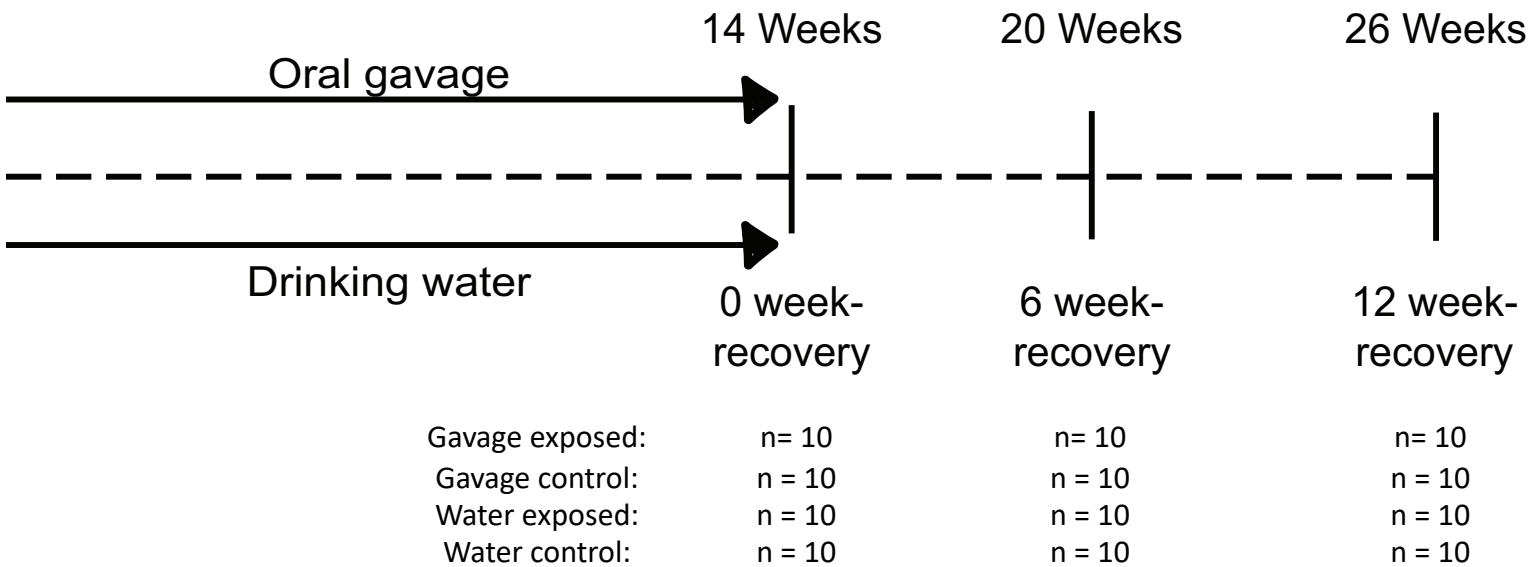 14 Weeks 20 Weeks 26 Weeks
Oral gavage
Drinking water
0 week- 6 week- 12 week-
recovery recovery recovery
Gavage exposed: n= 10 n= 10 n= 10
Gavage control: n = 10 n = 10 n = 10
Water exposed: n = 10 n = 10 n = 10
Water control: n = 10 n = 10 n = 10